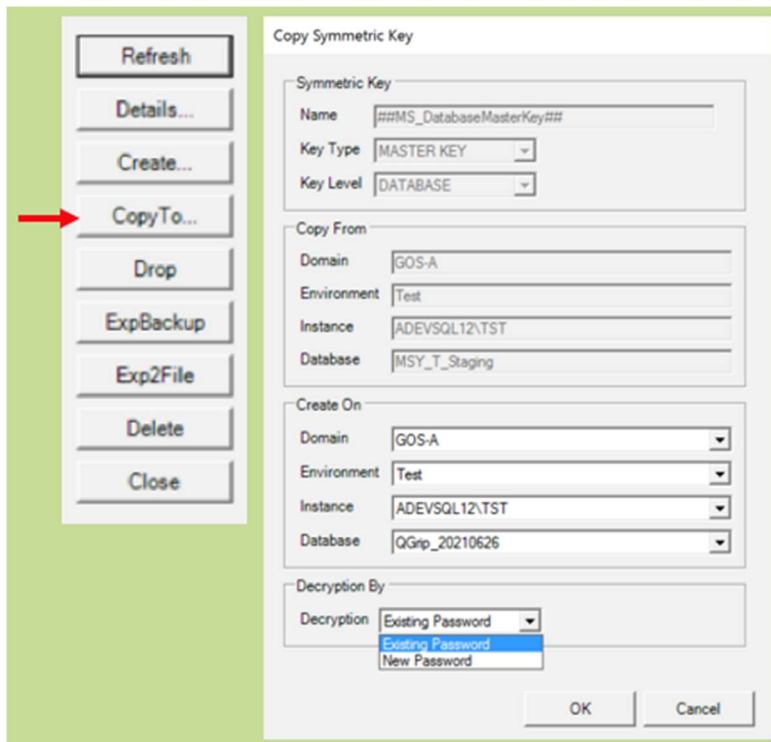 Refresh
Details...
Create...
CopyTo...
Drop
ExpBackup
Exp2File
Delete
Close
Copy Symmetric Key
Symmetric Key
Name ##MS_DatabaseMasterKey##
Key Type MASTER KEY
Key Level DATABASE
Copy From
Domain GOS-A
Environment Test
Instance ADEVSQL12\TST
Database MSY_T_Staging
Create On
Domain GOS-A
Environment Test
Instance ADEVSQL12\TST
Database QGrip_20210626
Decryption By
Decryption Existing Password
Existing Password
New Password
OK Cancel